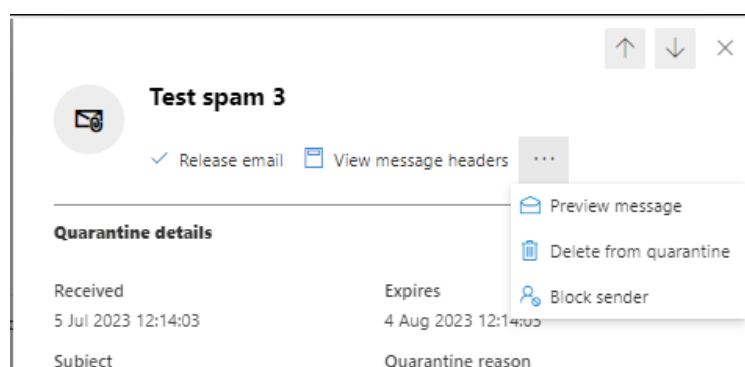 Test spam 3
Release email View message headers ...
Preview message
Quarantine details
Delete from quarantine
Received Expires Block sender
5 Jul 2023 12:14:03 4 Aug 2023 12:14:03
Subject Quarantine reason